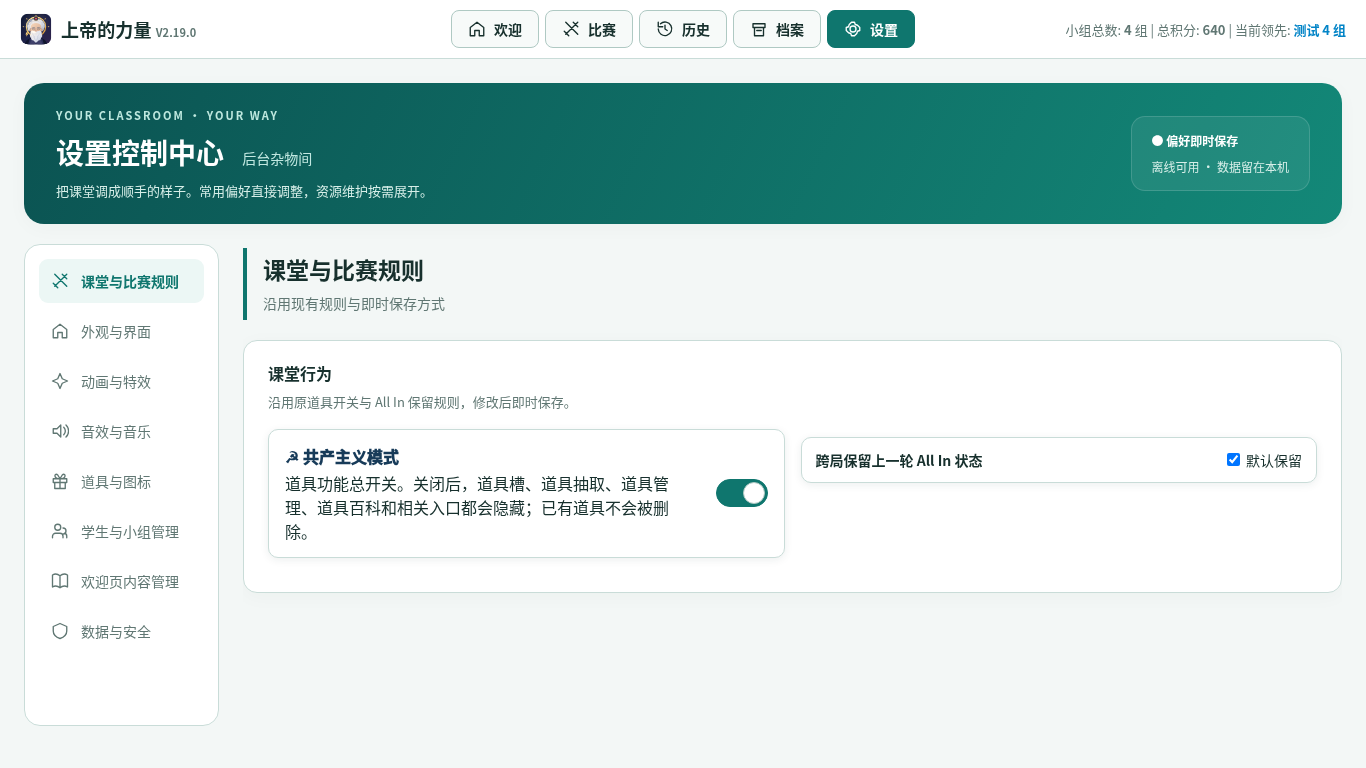 上帝的力量 V2.19.0
欢迎
比赛
历史
档案
设置
小组总数: 4 组 | 总积分: 640 | 当前领先: 测试 4 组
YOUR CLASSROOM · YOUR WAY
设置控制中心 后台杂物间
把课堂调成顺手的样子。常用偏好直接调整，资源维护按需展开。
偏好即时保存
离线可用 · 数据留在本机
课堂与比赛规则
外观与界面
动画与特效
音效与音乐
道具与图标
学生与小组管理
欢迎页内容管理
数据与安全
课堂与比赛规则
沿用现有规则与即时保存方式
课堂行为
沿用原道具开关与 All In 保留规则，修改后即时保存。
☭ 共产主义模式
道具功能总开关。关闭后，道具槽、道具抽取、道具管
理、道具百科和相关入口都会隐藏；已有道具不会被删
除。
跨局保留上一轮 All In 状态
默认保留